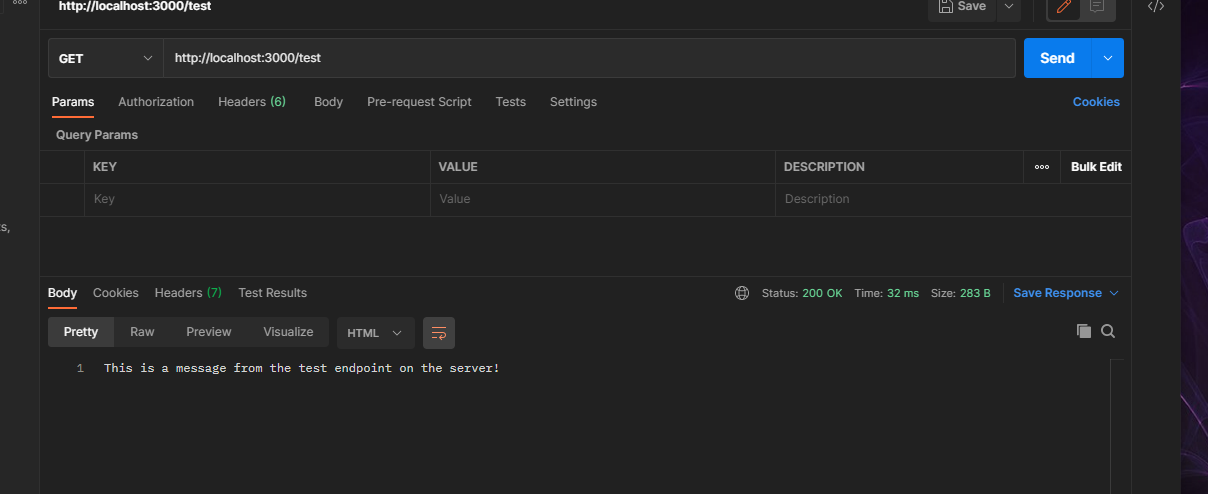 http://localhost:3000/test
Save
GET
http://localhost:3000/test
Send
Params Authorization Headers (6) Body Pre-request Script Tests Settings Cookies
Query Params
KEY VALUE DESCRIPTION Bulk Edit
Key Value Description
s,
Body Cookies Headers (7) Test Results Status: 200 OK Time: 32 ms Size: 283 B Save Response
Pretty Raw Preview Visualize HTML
1 This is a message from the test endpoint on the server!